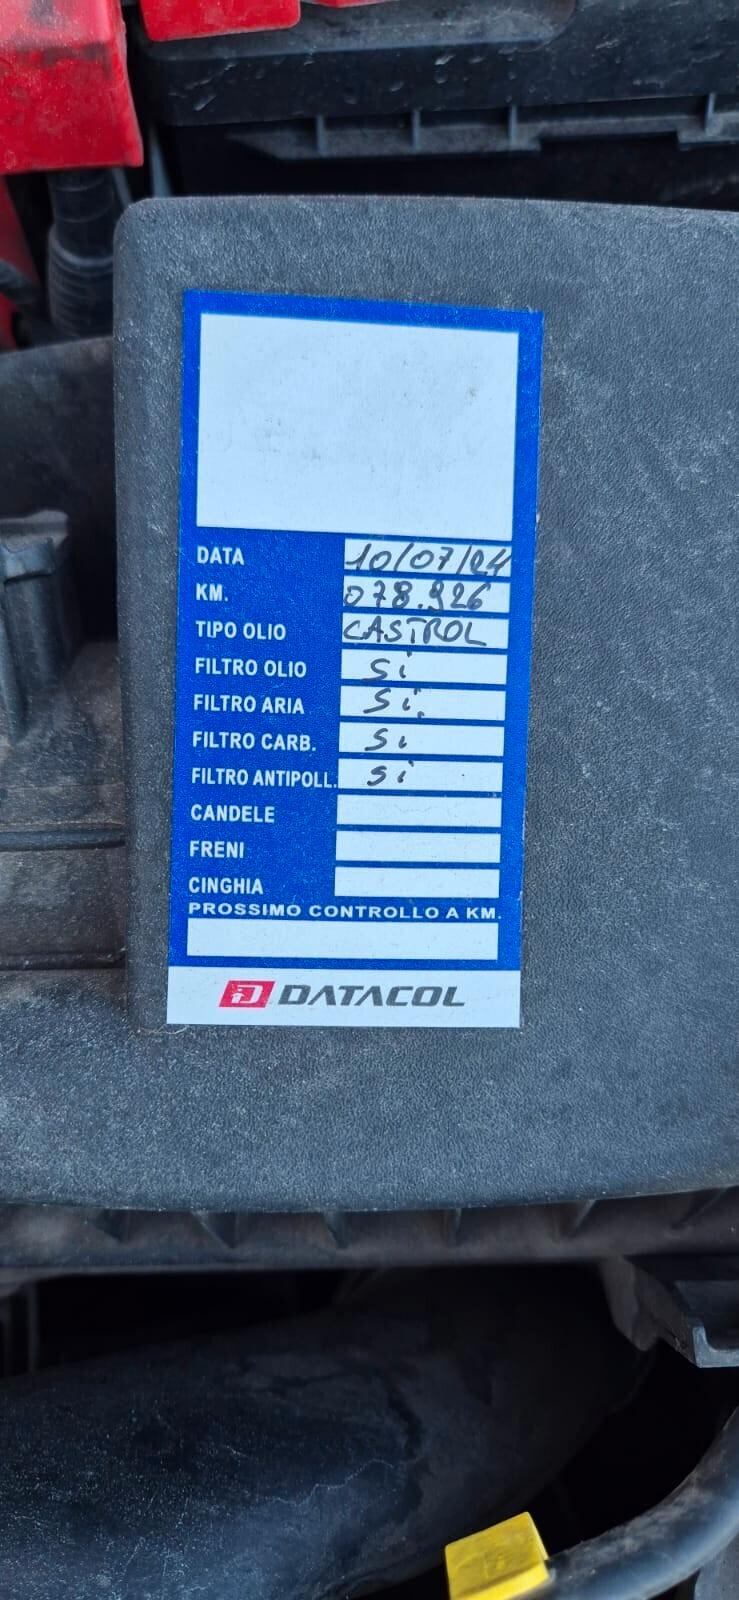 DATA 10/07/24
KM. 078.926
TIPO OLIO CASTROL
FILTRO OLIO Si
FILTRO ARIA Si.
FILTRO CARB. Si
FILTRO ANTIPOLL. Si
CANDELE
FRENI
CINGHIA
PROSSIMO CONTROLLO A KM.
DATACOL